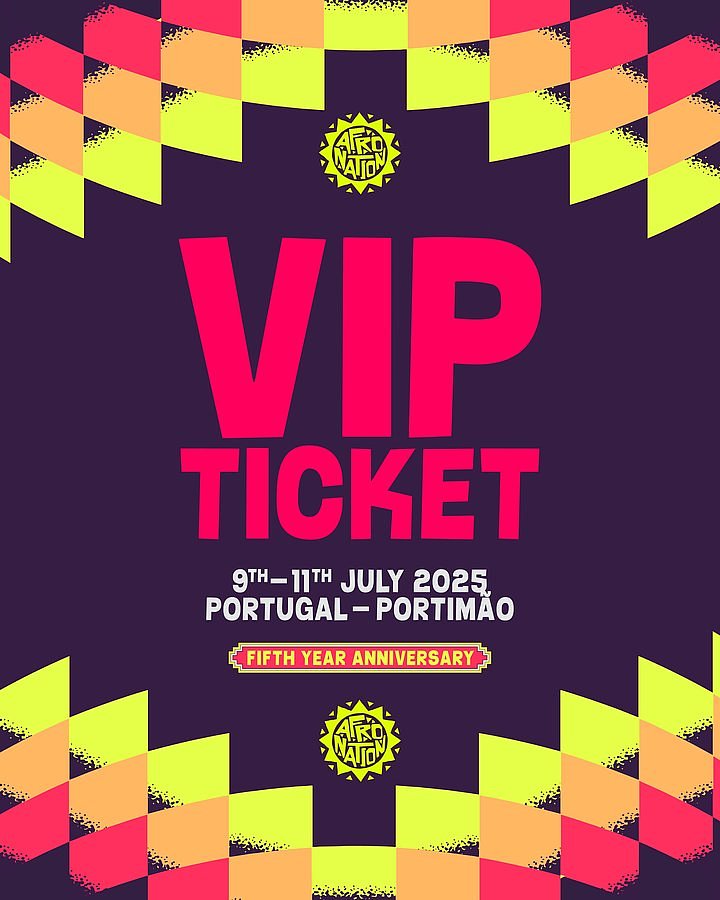 AFRO
NATION
VIP
TICKET
9TH–11TH JULY 2025
PORTUGAL – PORTIMÃO
FIFTH YEAR ANNIVERSARY
AFRO
NATION